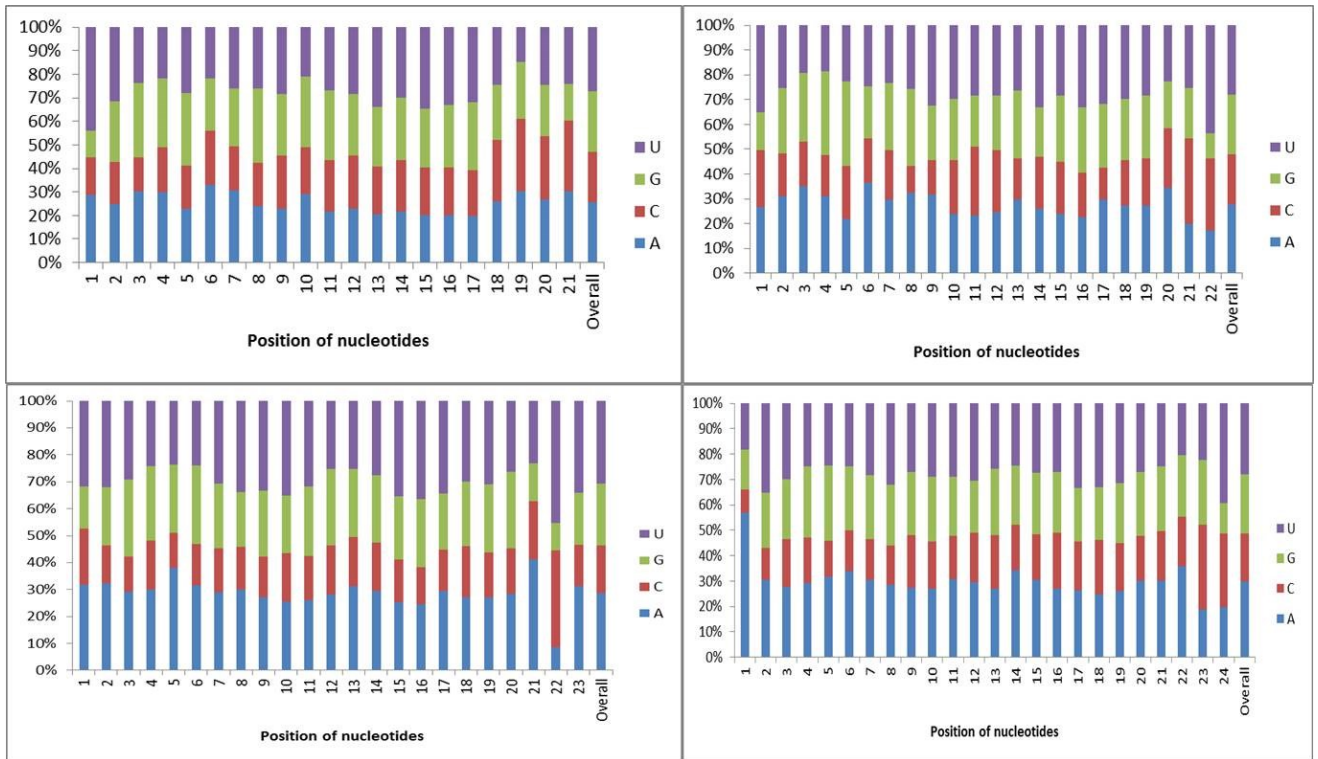 100%
90%
80%
70%
60%
50%
40%
30%
20%
10%
0%
1 2 3 4 5 6 7 8 9 10 11 12 13 14 15 16 17 18 19 20 21 Overall
Position of nucleotides
U
G
C
A
100%
90%
80%
70%
60%
50%
40%
30%
20%
10%
0%
1 2 3 4 5 6 7 8 9 10 11 12 13 14 15 16 17 18 19 20 21 22 Overall
Position of nucleotides
U
G
C
A
100%
90%
80%
70%
60%
50%
40%
30%
20%
10%
0%
1 2 3 4 5 6 7 8 9 10 11 12 13 14 15 16 17 18 19 20 21 22 23 Overall
Position of nucleotides
U
G
C
A
100%
90%
80%
70%
60%
50%
40%
30%
20%
10%
0%
1 2 3 4 5 6 7 8 9 10 11 12 13 14 15 16 17 18 19 20 21 22 23 24 Overall
Position of nucleotides
U
G
C
A